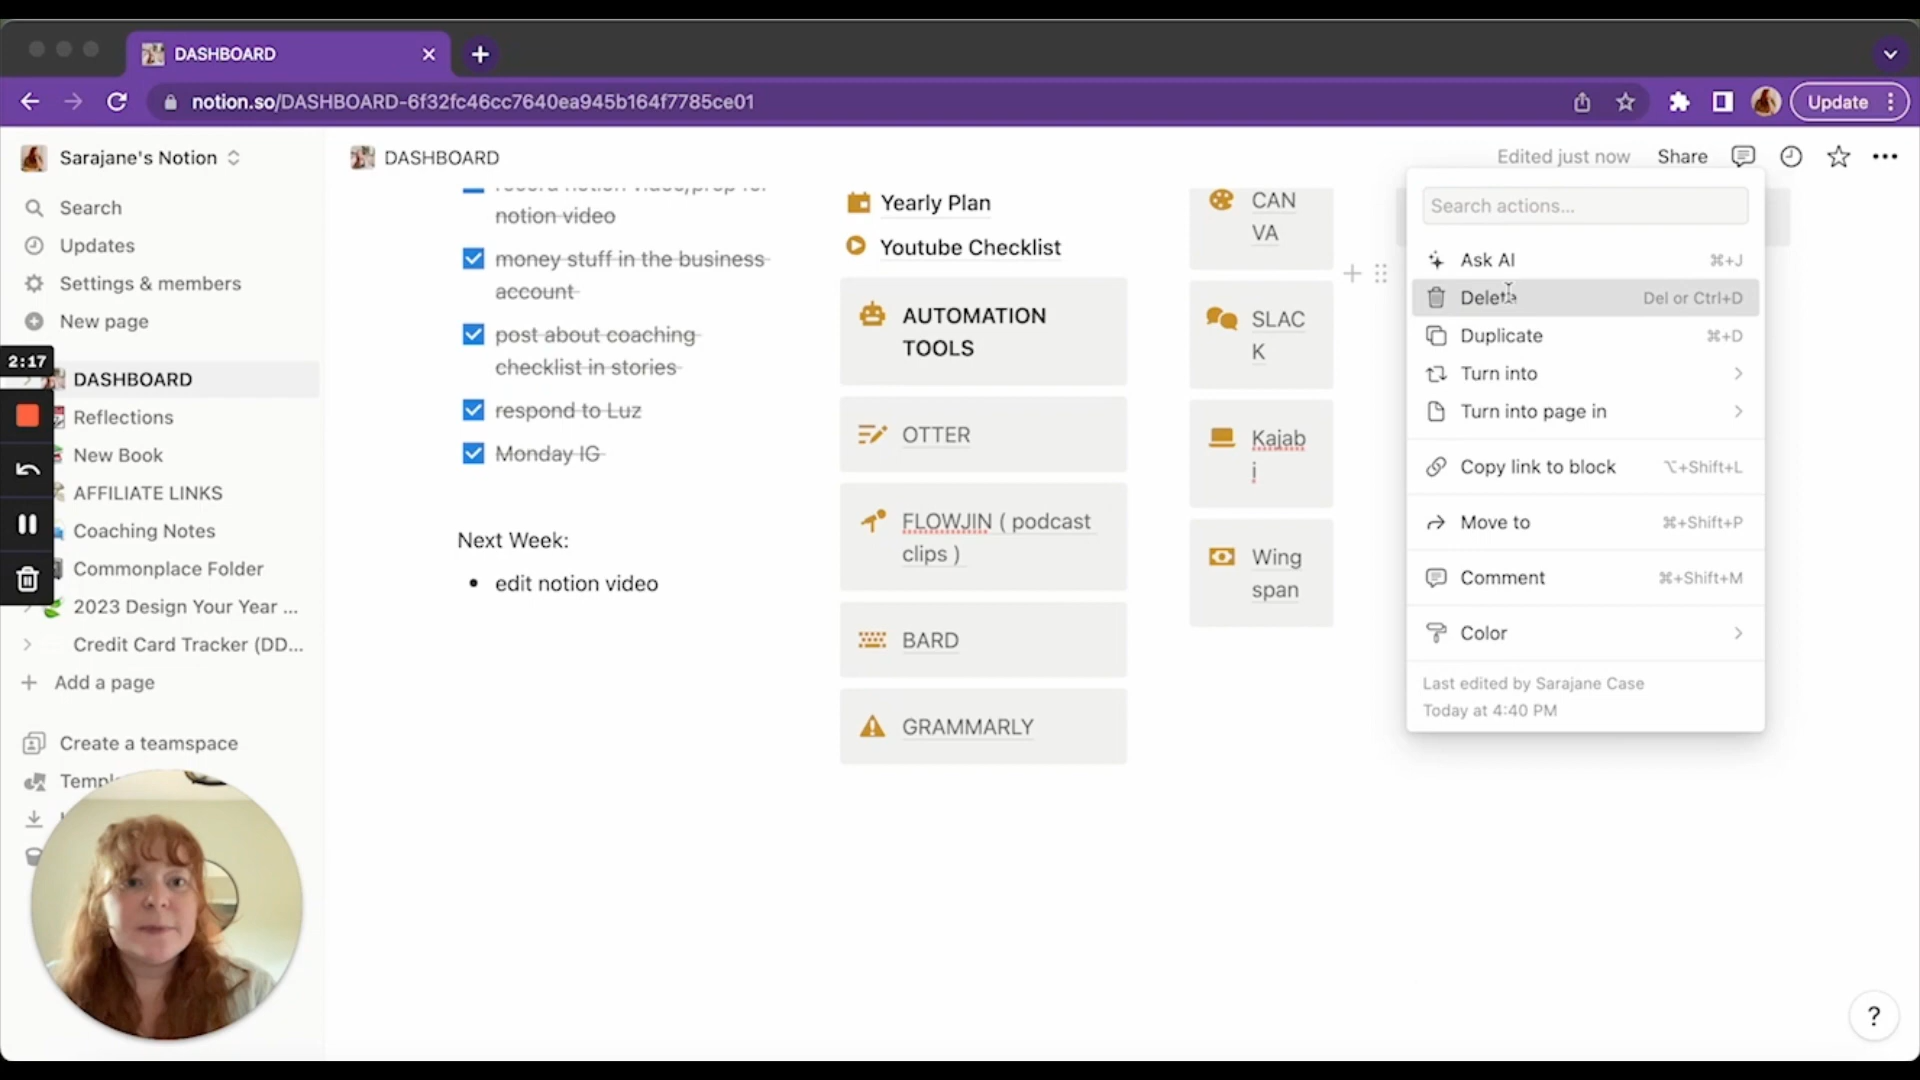 DASHBOARD
notion.so/DASHBOARD-6f32fc46cc7640ea945b164f7785ce01
Update
Sarajane's Notion
DASHBOARD
Edited just now
Share
Search
Updates
Settings & members
New page
2:17
DASHBOARD
Reflections
New Book
AFFILIATE LINKS
Coaching Notes
Commonplace Folder
2023 Design Your Year ...
Credit Card Tracker (DD...
Add a page
Create a teamspace
record notion video/prep for
notion video
money stuff in the business
account
post about coaching
checklist in stories
respond to Luz
Monday IG
Next Week:
• edit notion video
Yearly Plan
Youtube Checklist
AUTOMATION
TOOLS
OTTER
FLOWJIN ( podcast
clips )
BARD
GRAMMARLY
CAN
VA
SLAC
K
Kajab
i
Wing
span
Search actions...
Ask AI ⌘+J
Delete Del or Ctrl+D
Duplicate ⌘+D
Turn into
Turn into page in
Copy link to block ⌥+Shift+L
Move to ⌘+Shift+P
Comment ⌘+Shift+M
Color
Last edited by Sarajane Case
Today at 4:40 PM
?